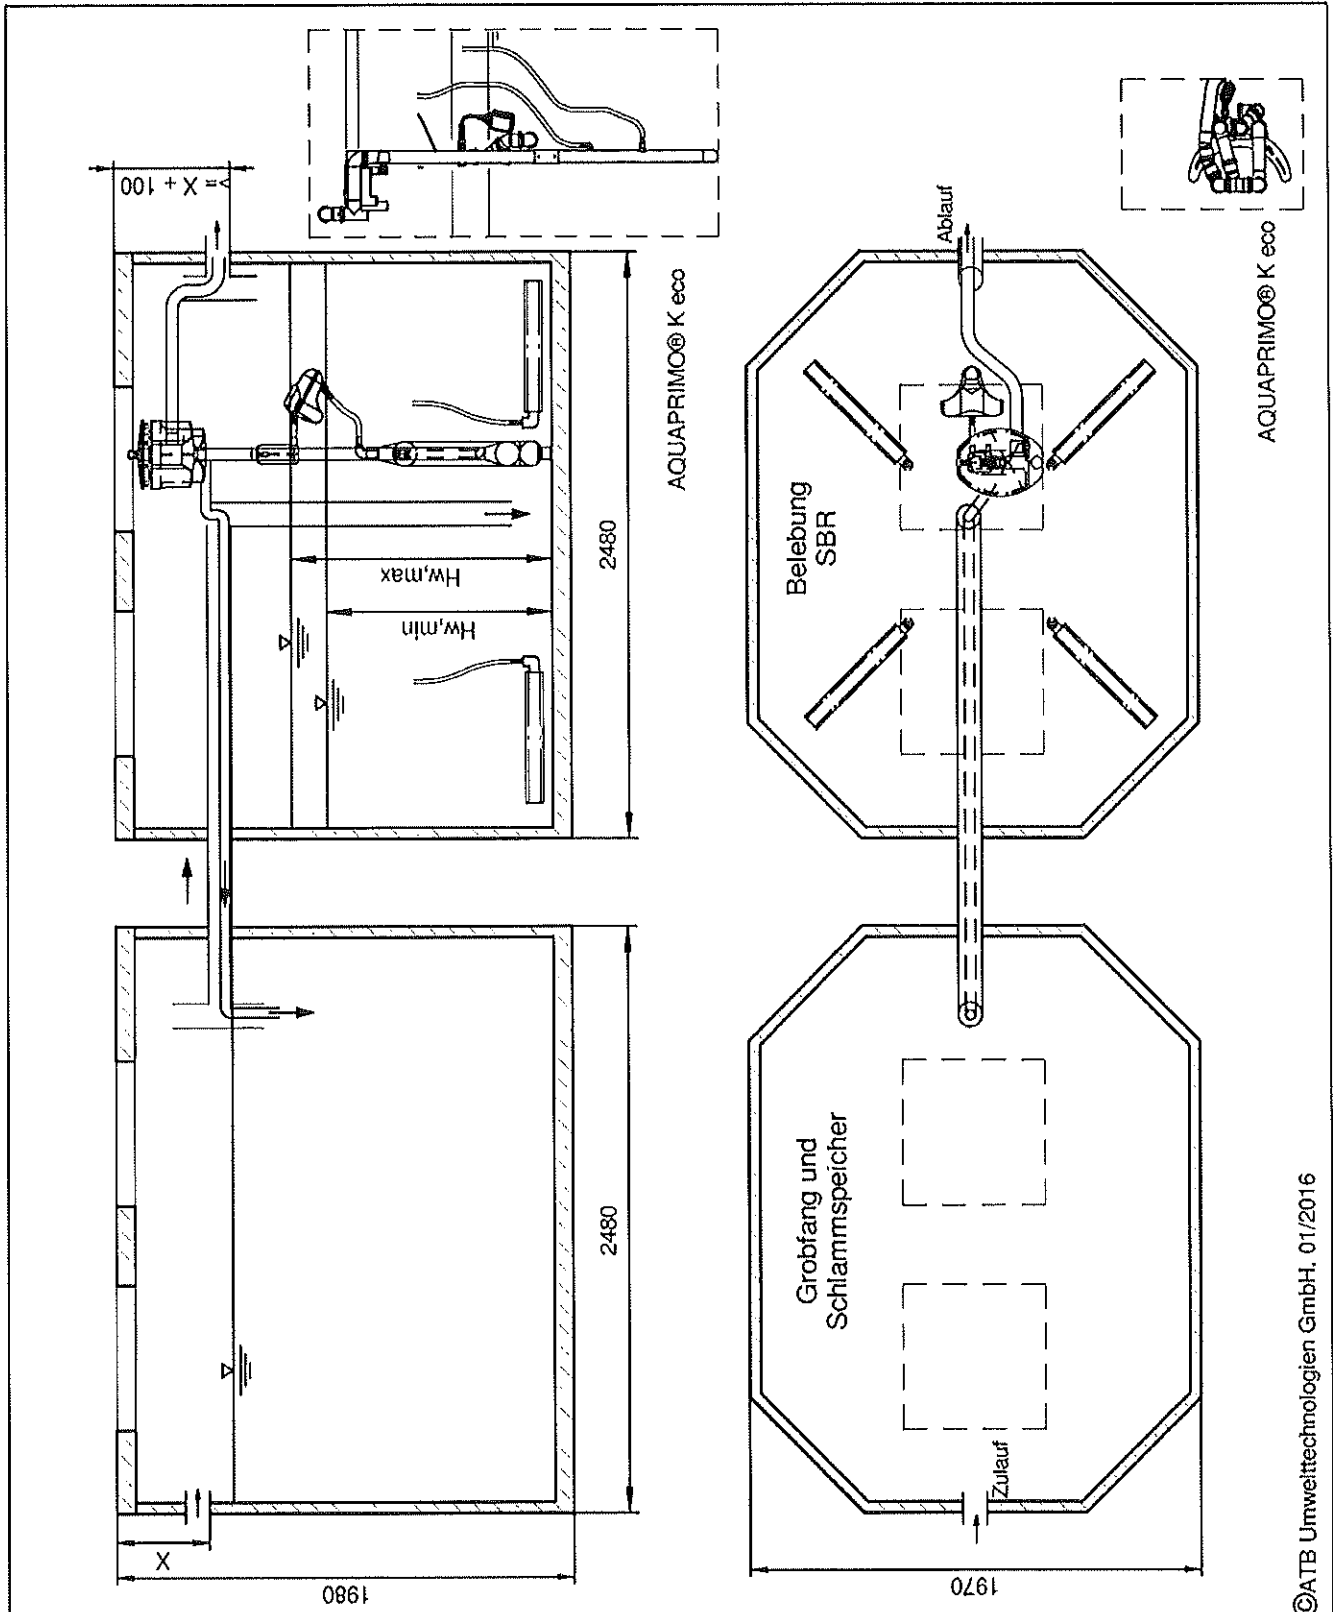 ≥ X + 100
AQUAPRIMO® K eco
Hw,max
Hw,min
2480
2480
X
1980
Ablauf
AQUAPRIMO® K eco
Belebung
SBR
Grobfang und
Schlammspeicher
Zulauf
1970
©ATB Umwelttechnologien GmbH, 01/2016